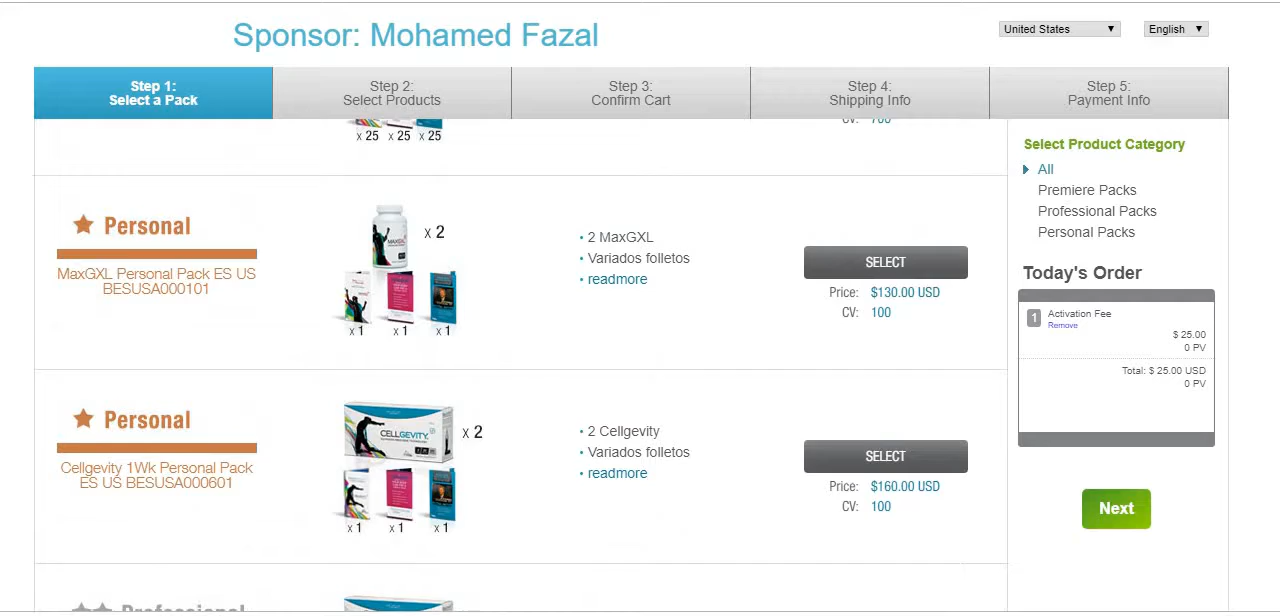 Sponsor: Mohamed Fazal
United States
English
Step 1:
Select a Pack
Step 2:
Select Products
Step 3:
Confirm Cart
Step 4:
Shipping Info
Step 5:
Payment Info
x 25 x 25 x 25
CV: 100
Personal
MaxGXL Personal Pack ES US
BESUSA000101
MAXGXL
x 2
x 1 x 1 x 1
• 2 MaxGXL
• Variados folletos
• readmore
SELECT
Price: $130.00 USD
CV: 100
Personal
Cellgevity 1Wk Personal Pack
ES US BESUSA000601
CELLGEVITY
x 2
x 1 x 1 x 1
• 2 Cellgevity
• Variados folletos
• readmore
SELECT
Price: $160.00 USD
CV: 100
Professional
Select Product Category
All
Premiere Packs
Professional Packs
Personal Packs
Today's Order
1 Activation Fee
Remove
$ 25.00
0 PV
Total: $ 25.00 USD
0 PV
Next